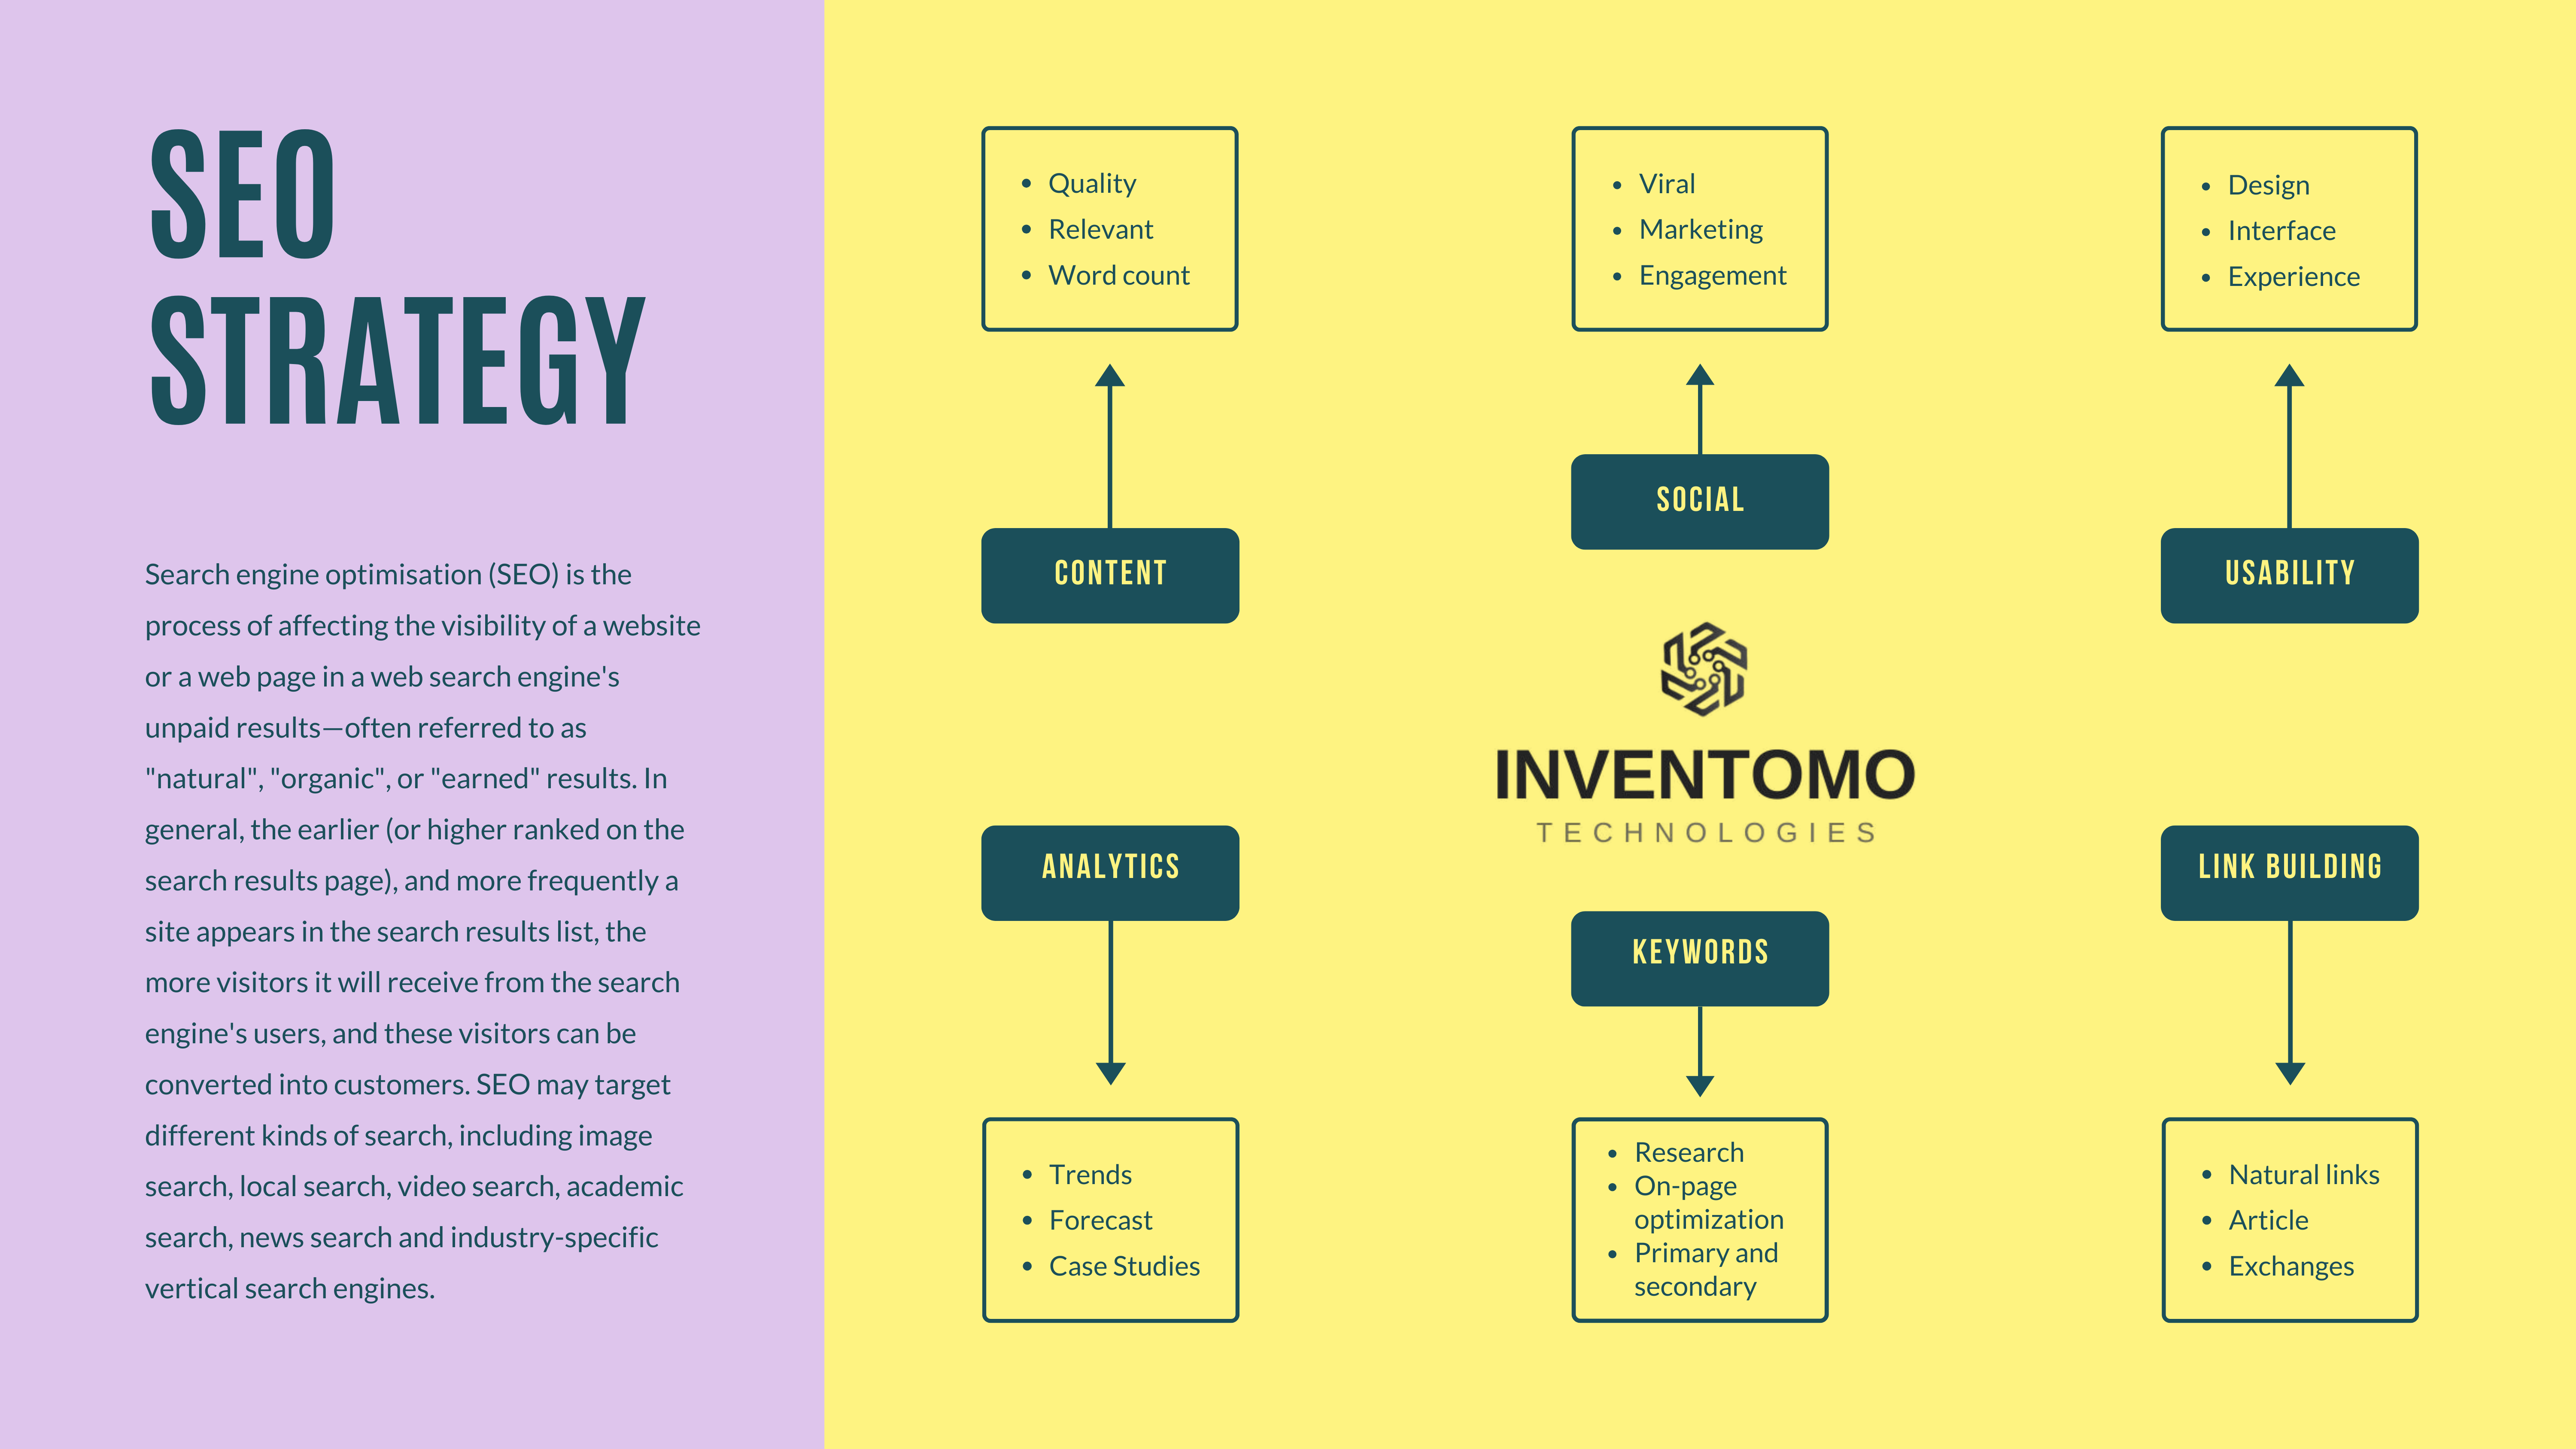 SEO
STRATEGY
Search engine optimisation (SEO) is the
process of affecting the visibility of a website
or a web page in a web search engine's
unpaid results—often referred to as
"natural", "organic", or "earned" results. In
general, the earlier (or higher ranked on the
search results page), and more frequently a
site appears in the search results list, the
more visitors it will receive from the search
engine's users, and these visitors can be
converted into customers. SEO may target
different kinds of search, including image
search, local search, video search, academic
search, news search and industry-specific
vertical search engines.
• Quality
• Relevant
• Word count
CONTENT
• Viral
• Marketing
• Engagement
SOCIAL
• Design
• Interface
• Experience
USABILITY
INVENTOMO
TECHNOLOGIES
ANALYTICS
• Trends
• Forecast
• Case Studies
KEYWORDS
• Research
• On-page
optimization
• Primary and
secondary
LINK BUILDING
• Natural links
• Article
• Exchanges